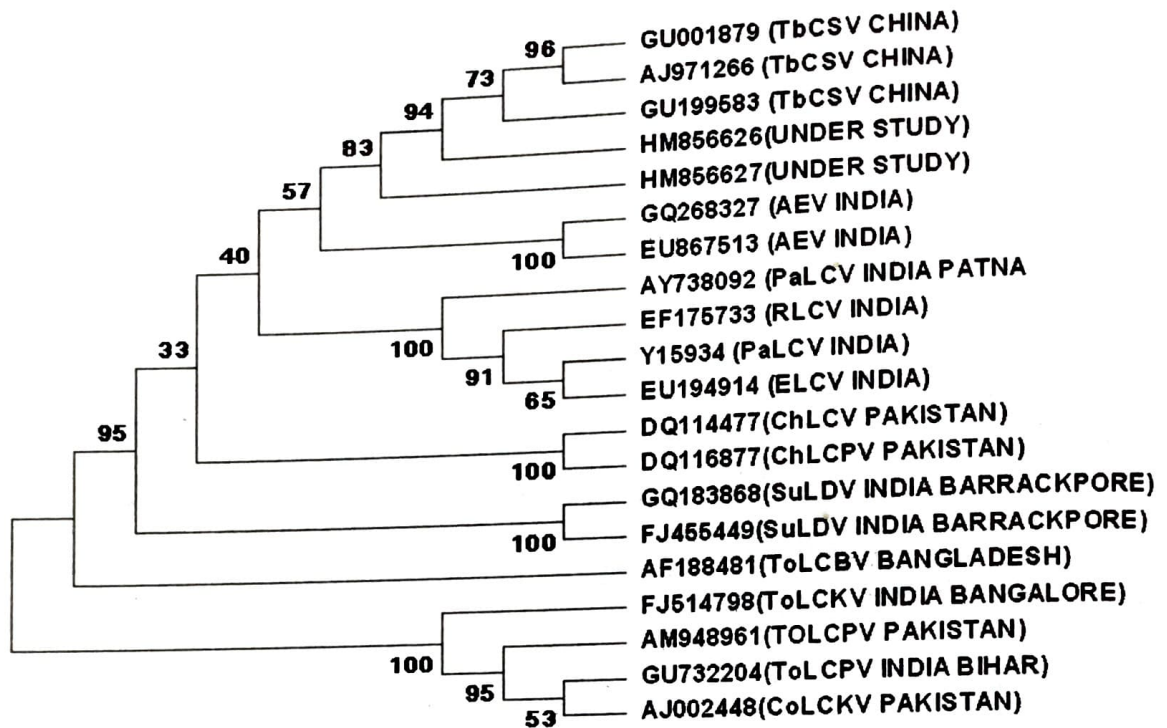 96
GU001879 (TbCSV CHINA)
AJ971266 (TbCSV CHINA)
73
GU199583 (TbCSV CHINA)
94
HM856626(UNDER STUDY)
83
HM856627(UNDER STUDY)
57
GQ268327 (AEV INDIA)
EU867513 (AEV INDIA)
100
40
AY738092 (PaLCV INDIA PATNA
EF175733 (RLCV INDIA)
100
33
Y15934 (PaLCV INDIA)
91
EU194914 (ELCV INDIA)
65
DQ114477(ChLCV PAKISTAN)
95
DQ116877(ChLCPV PAKISTAN)
100
GQ183868(SuLDV INDIA BARRACKPORE)
FJ455449(SuLDV INDIA BARRACKPORE)
100
AF188481(ToLCBV BANGLADESH)
FJ514798(ToLCKV INDIA BANGALORE)
AM948961(TOLCPV PAKISTAN)
100
GU732204(ToLCPV INDIA BIHAR)
95
AJ002448(CoLCKV PAKISTAN)
53